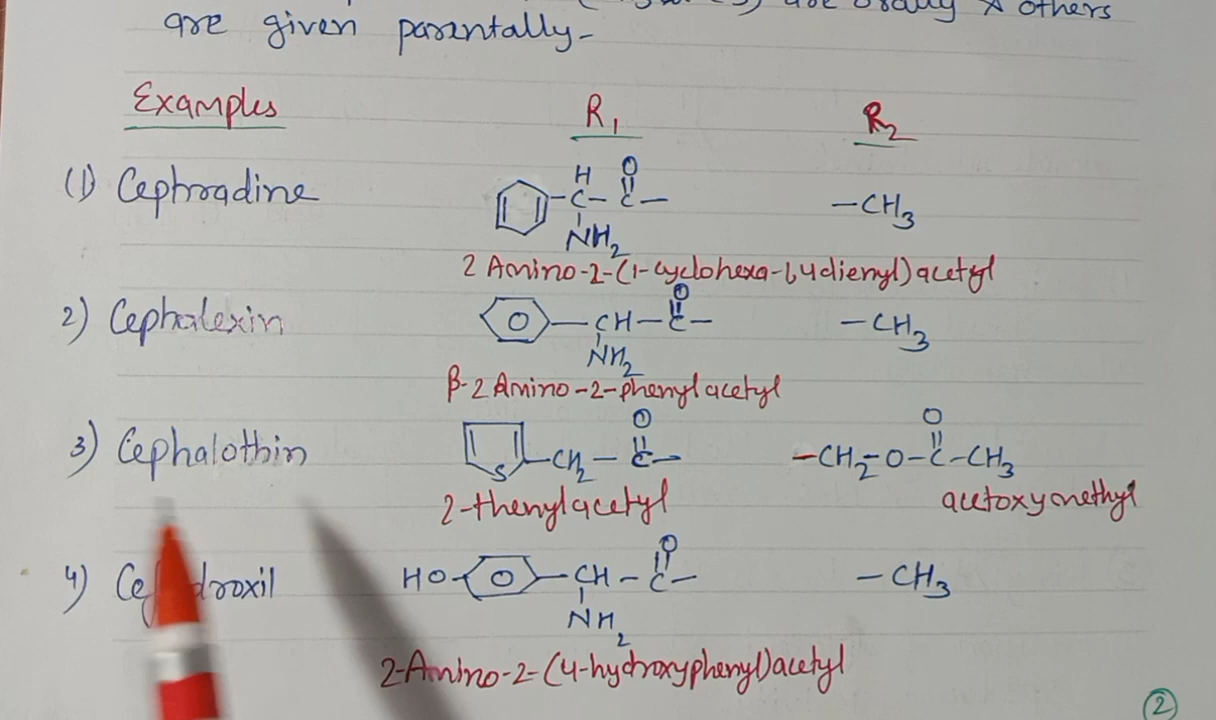 are given parentally-
Examples R₁ R₂
(1) Cephradine H O
-C-C- -CH₃
NH₂
2 Amino-2-(1-cyclohexa-1,4dienyl)acetyl
2) Cephalexin O
-CH-C- -CH₃
NH₂
β-2 Amino-2-phenylacetyl
3) Cephalothin O O
S -CH₂-C- -CH₂-O-C-CH₃
2-thenylacetyl acetoxymethyl
4) HO- -CH-C- O -CH₃
NH₂
2-Amino-2-(4-hydroxyphenyl)acetyl
2